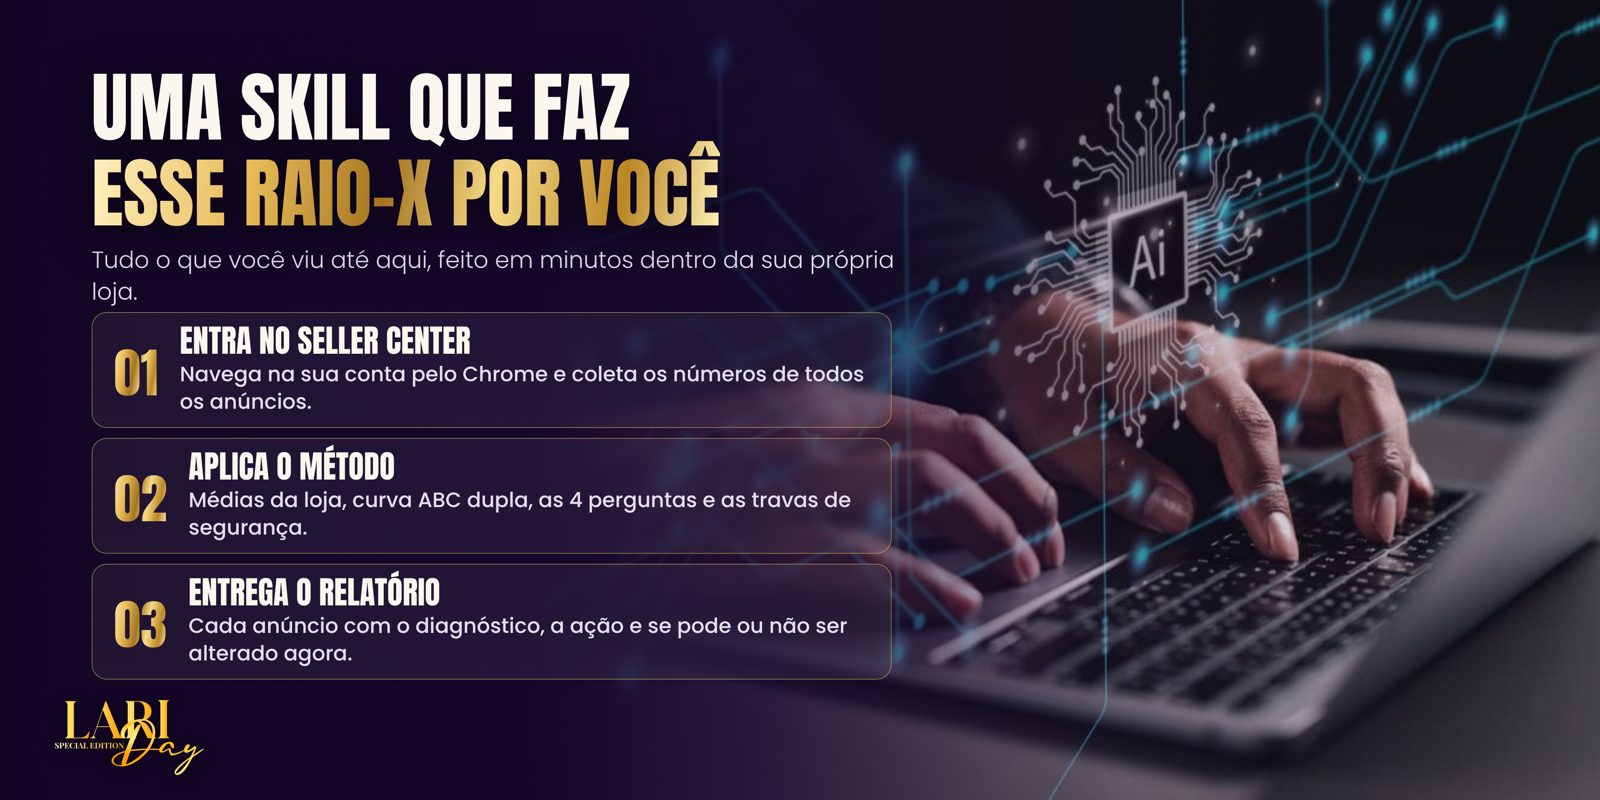 UMA SKILL QUE FAZ
ESSE RAIO-X POR VOCÊ
Tudo o que você viu até aqui, feito em minutos dentro da sua própria
loja.
01
ENTRA NO SELLER CENTER
Navega na sua conta pelo Chrome e coleta os números de todos
os anúncios.
02
APLICA O MÉTODO
Médias da loja, curva ABC dupla, as 4 perguntas e as travas de
segurança.
03
ENTREGA O RELATÓRIO
Cada anúncio com o diagnóstico, a ação e se pode ou não ser
alterado agora.
LARI
SPECIAL EDITION Day
Ai